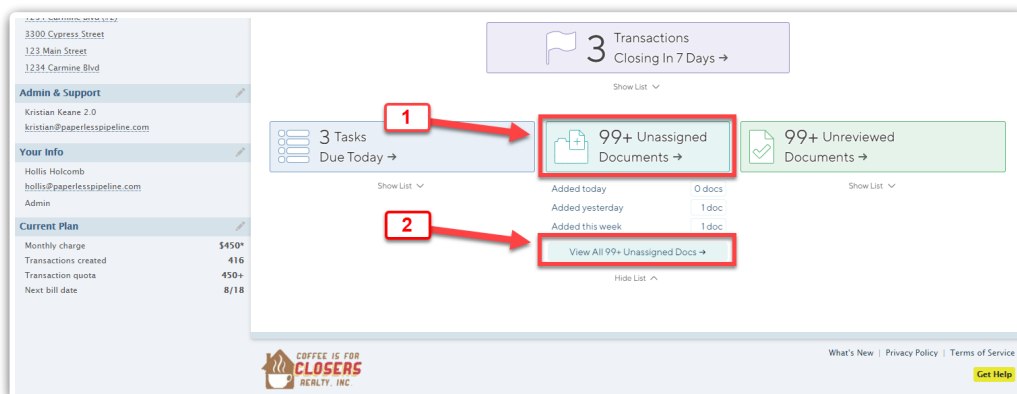 3300 Cypress Street
123 Main Street
1234 Carmine Blvd
Admin & Support
Kristian Keane 2.0
kristian@paperlesspipeline.com
Your Info
Hollis Holcomb
hollis@paperlesspipeline.com
Admin
Current Plan
Monthly charge $450*
Transactions created 416
Transaction quota 450+
Next bill date 8/18
3 Transactions
Closing In 7 Days →
Show List
1
3 Tasks
Due Today →
Show List
99+ Unassigned
Documents →
Added today 0 docs
Added yesterday 1 doc
Added this week 1 doc
2
View All 99+ Unassigned Docs →
Hide List
99+ Unreviewed
Documents →
Show List
COFFEE IS FOR
CLOSERS
REALTY, INC.
What's New | Privacy Policy | Terms of Service
Get Help